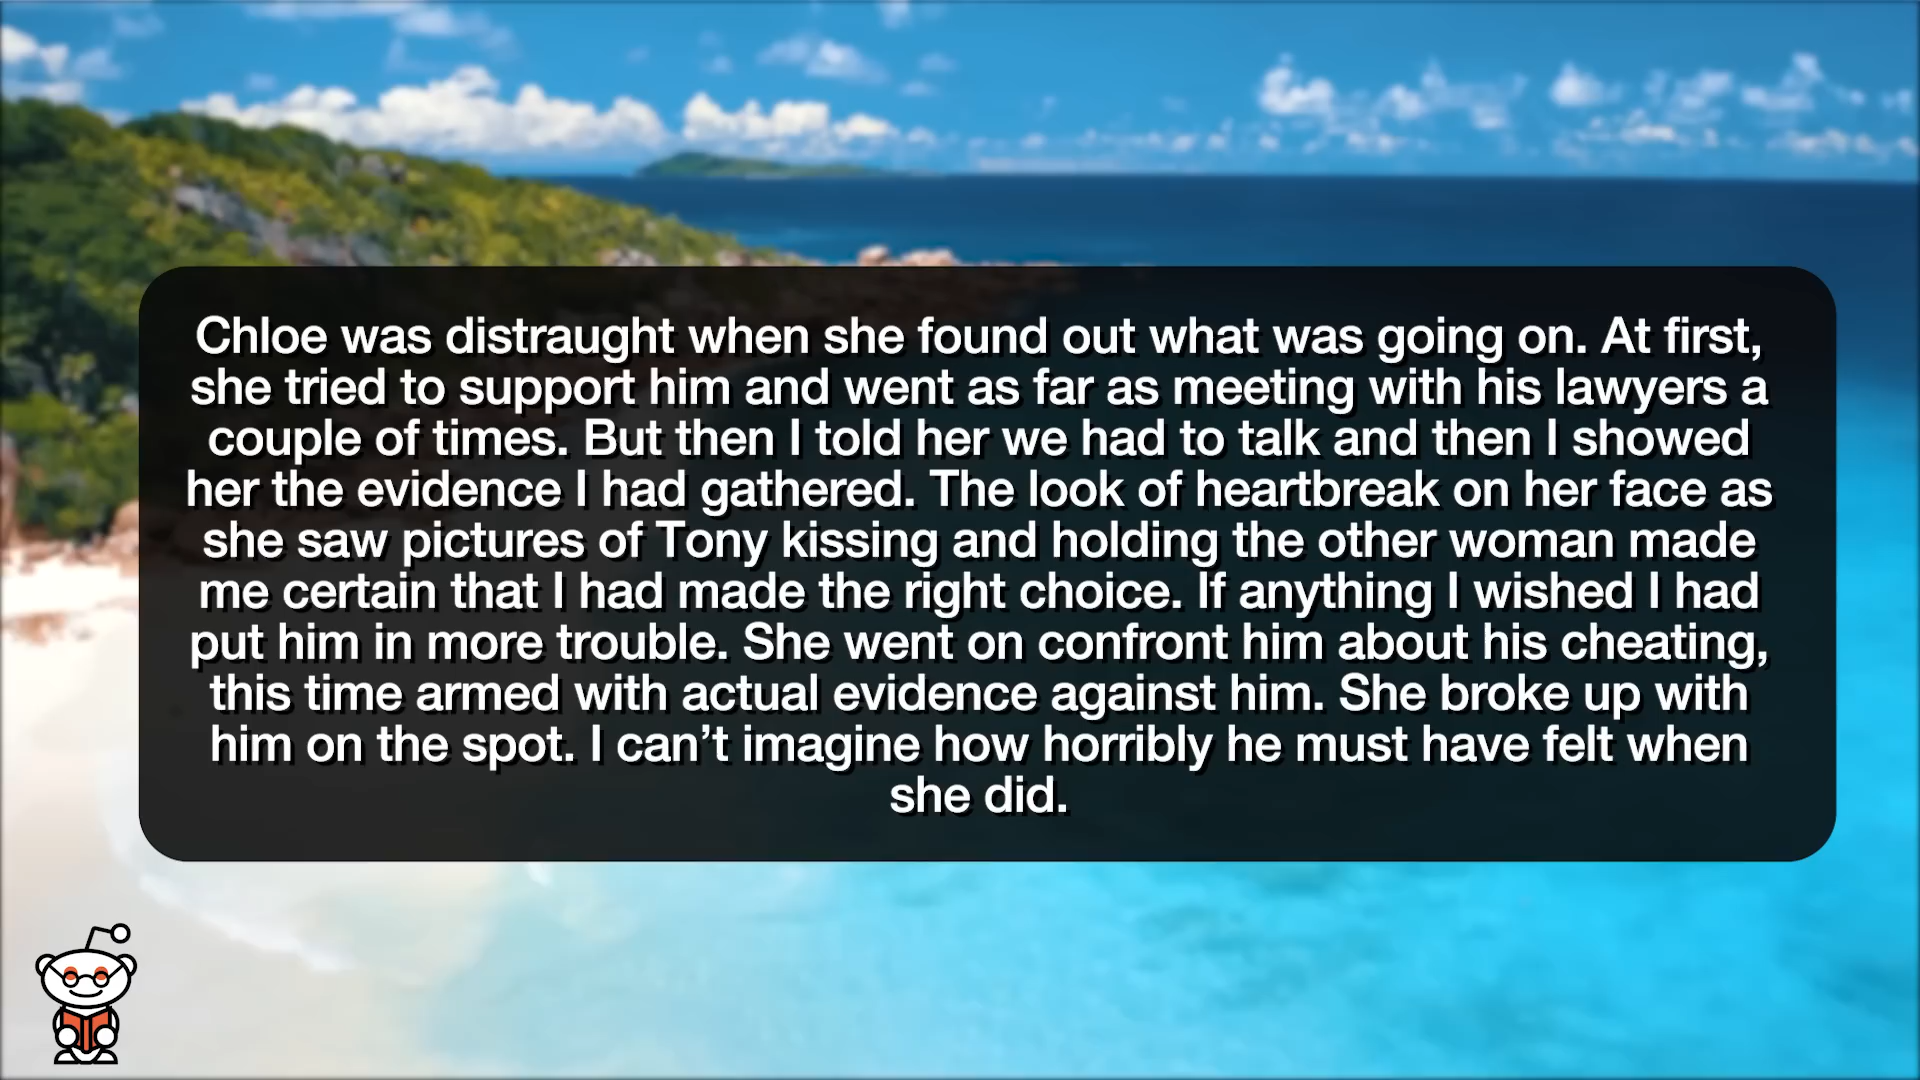 Chloe was distraught when she found out what was going on. At first,
she tried to support him and went as far as meeting with his lawyers a
couple of times. But then I told her we had to talk and then I showed
her the evidence I had gathered. The look of heartbreak on her face as
she saw pictures of Tony kissing and holding the other woman made
me certain that I had made the right choice. If anything I wished I had
put him in more trouble. She went on confront him about his cheating,
this time armed with actual evidence against him. She broke up with
him on the spot. I can’t imagine how horribly he must have felt when
she did.